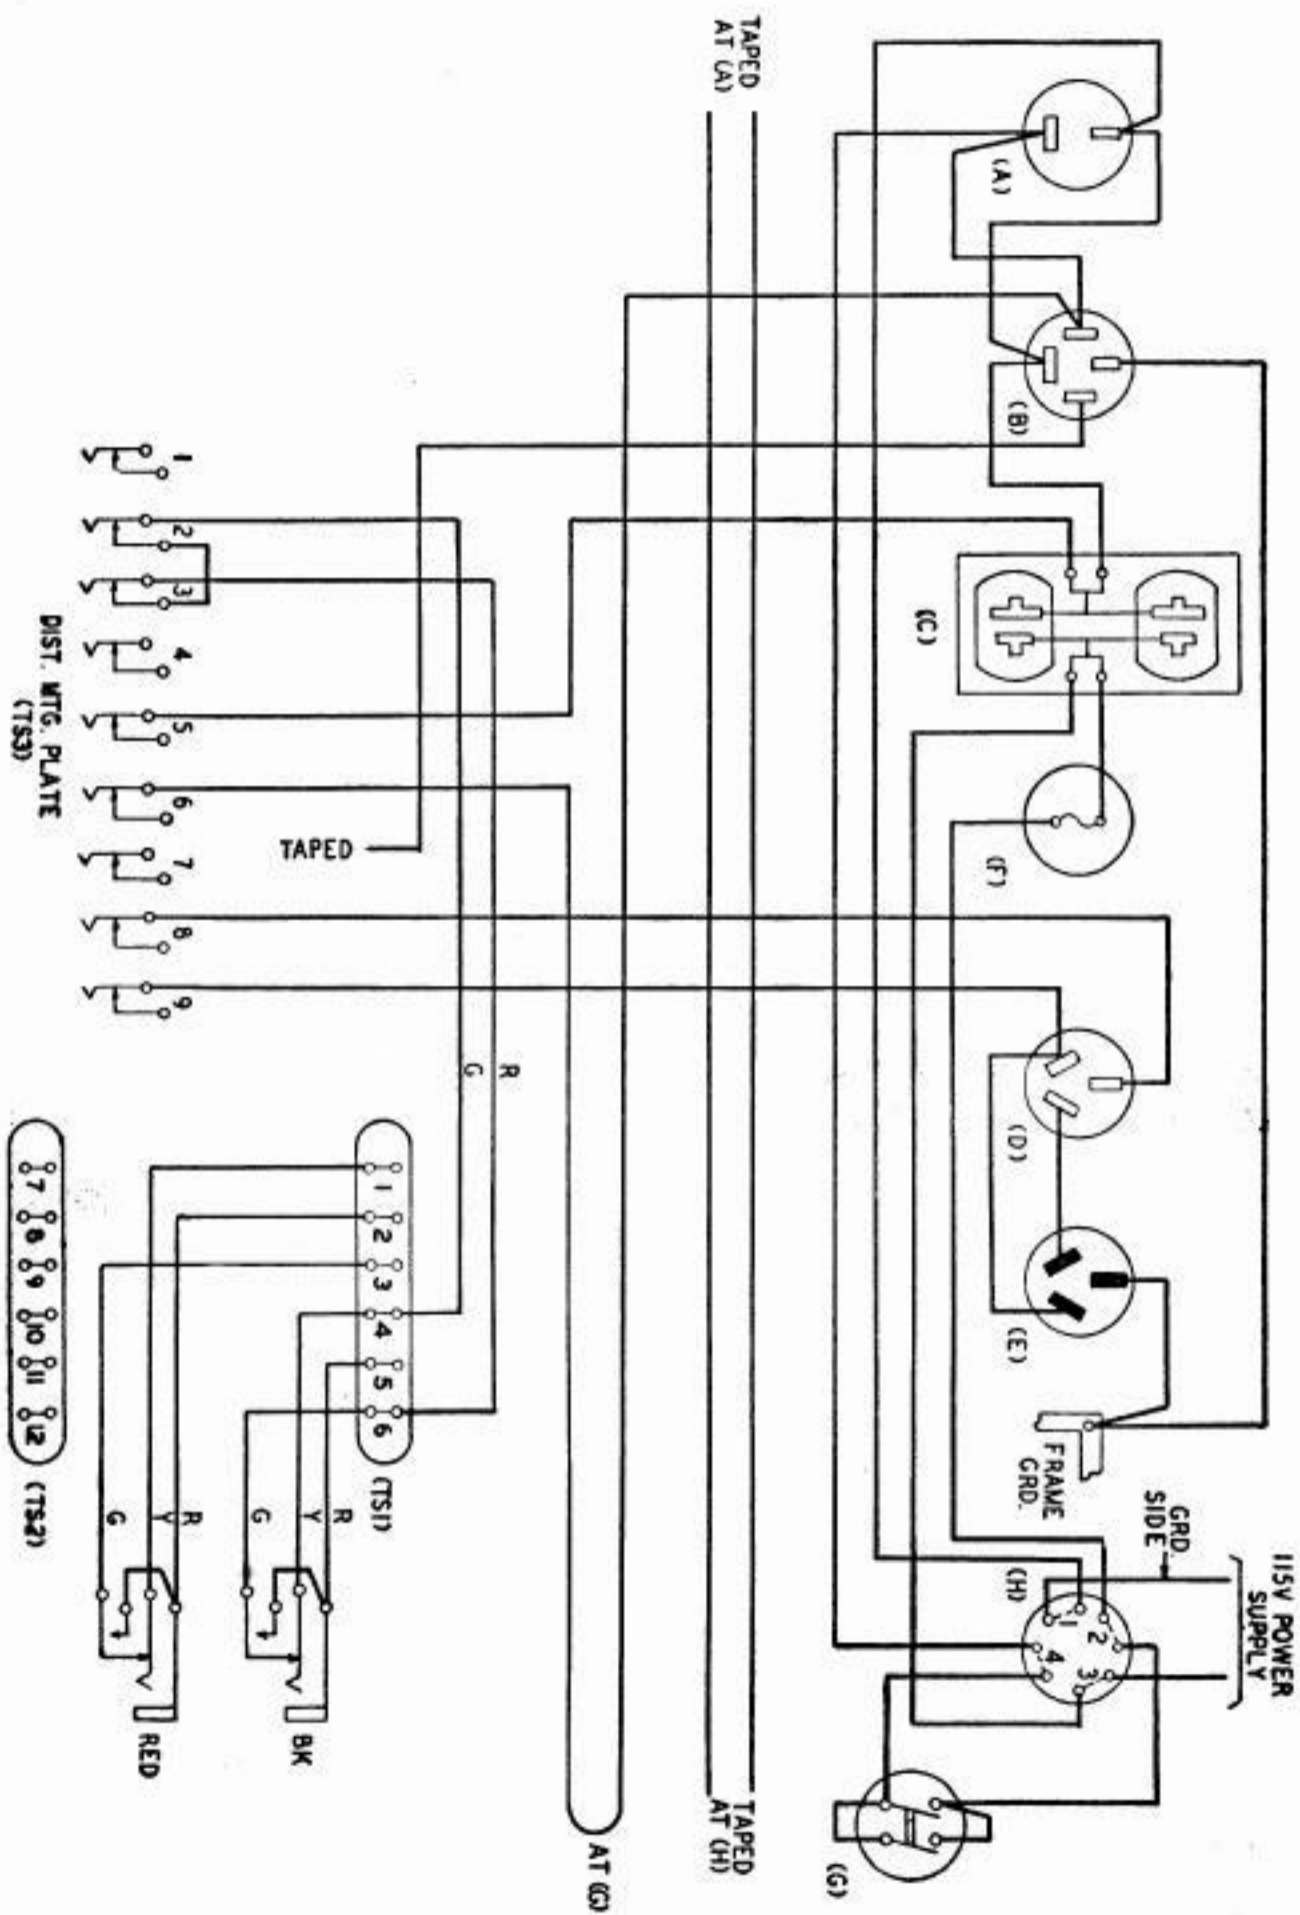 TAPED
AT (A)
(A)
(B)
(C)
(F)
(D)
(E)
FRAME
GRD.
GRD.
SIDE
115V POWER
SUPPLY
(H)
1
2
3
4
(G)
TAPED
AT (H)
AT (G)
1
2
3
4
5
6
7
8
9
DIST. MTG. PLATE
(TS3)
TAPED
R
G
1
2
3
4
5
6
(TS1)
R
Y
G
BK
7
8
9
10
11
12
(TS2)
R
Y
G
RED